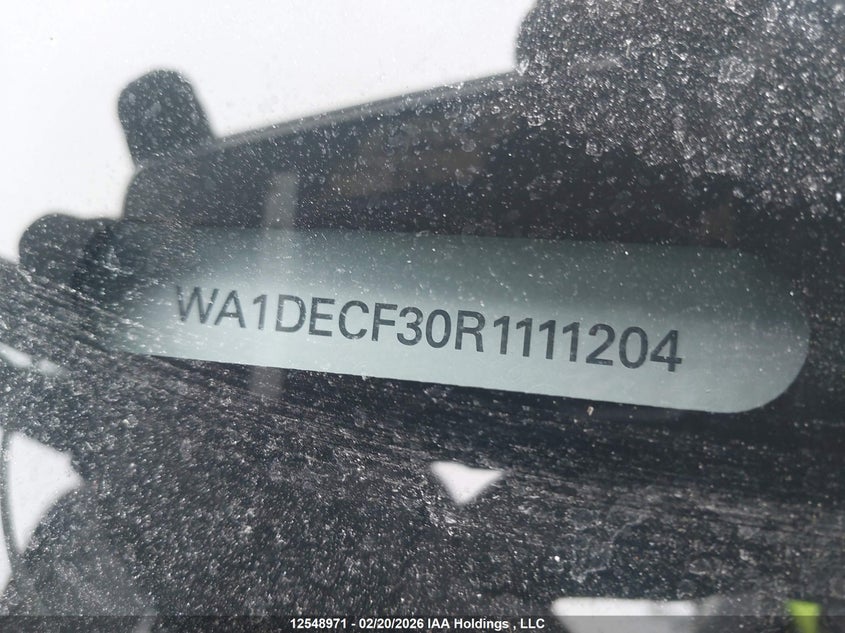 WA1DECF30R1111204
12548971 - 02/20/2026 IAA Holdings , LLC